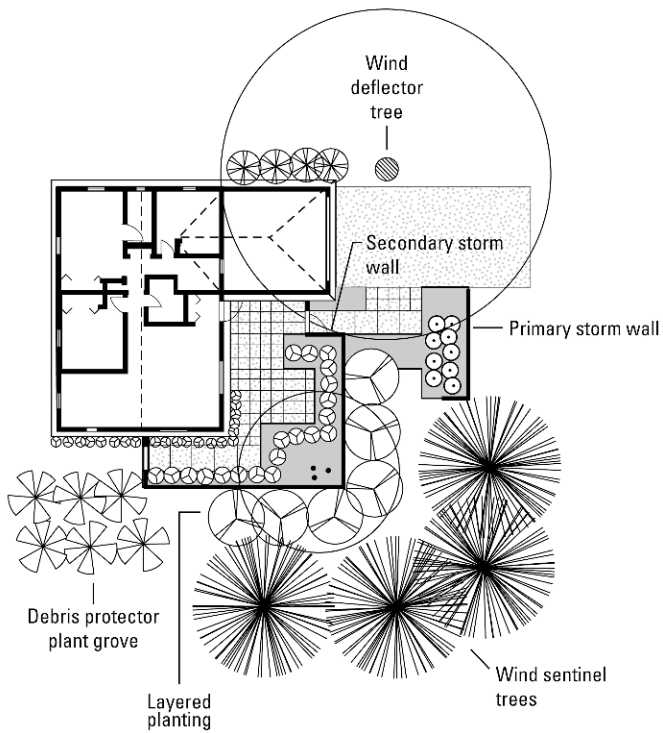 Wind
deflector
tree
Secondary storm
wall
Primary storm wall
Debris protector
plant grove
Wind sentinel
trees
Layered
planting